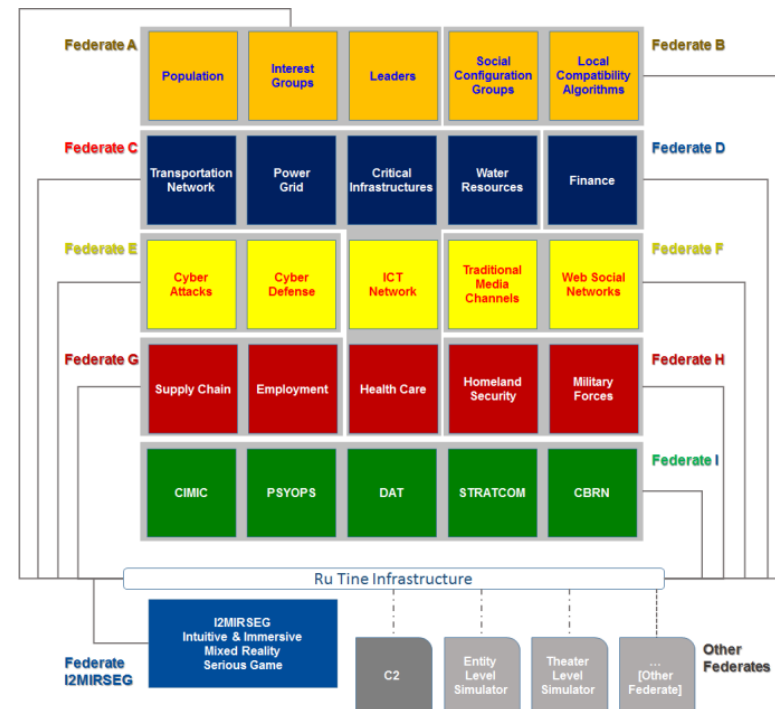 Federate A
Population
Interest
Groups
Leaders
Social
Configuration
Groups
Local
Compatibility
Algorithms
Federate B
Federate C
Transportation
Network
Power
Grid
Critical
Infrastructures
Water
Resources
Finance
Federate D
Federate E
Cyber
Attacks
Cyber
Defense
ICT
Network
Traditional
Media
Channels
Web Social
Networks
Federate F
Federate G
Supply Chain
Employment
Health Care
Homeland
Security
Military
Forces
Federate H
CIMIC
PSYOPS
DAT
STRATCOM
CBRN
Federate I
Ru Tine Infrastructure
Federate
I2MIRSEG
I2MIRSEG
Intuitive & Immersive
Mixed Reality
Serious Game
C2
Entity
Level
Simulator
Theater
Level
Simulator
...
[Other
Federate]
Other
Federates